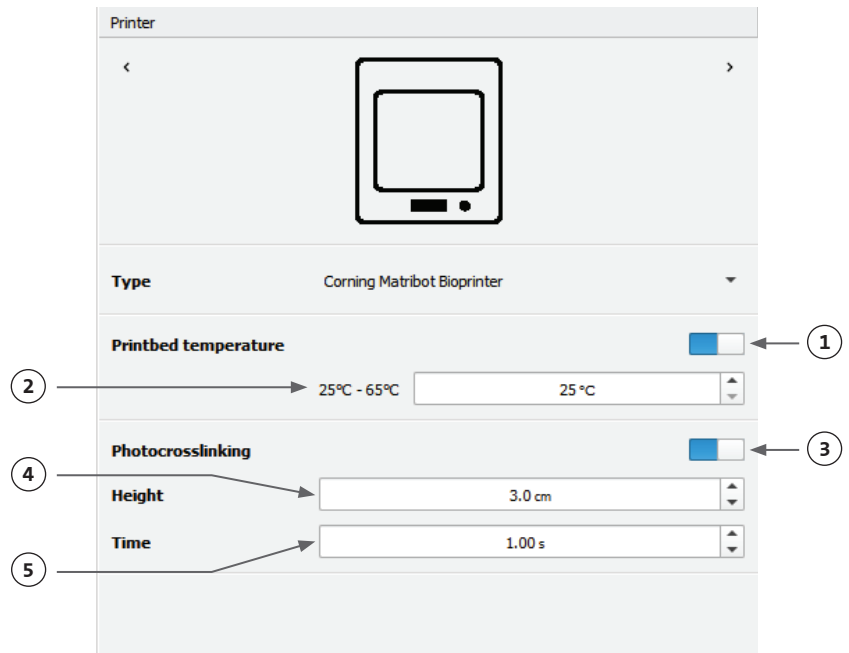 Printer
< >
Type Corning Matribot Bioprinter
Printbed temperature 1
2 25°C - 65°C 25 °C
Photocrosslinking 3
4
Height 3.0 cm
Time 1.00 s
5